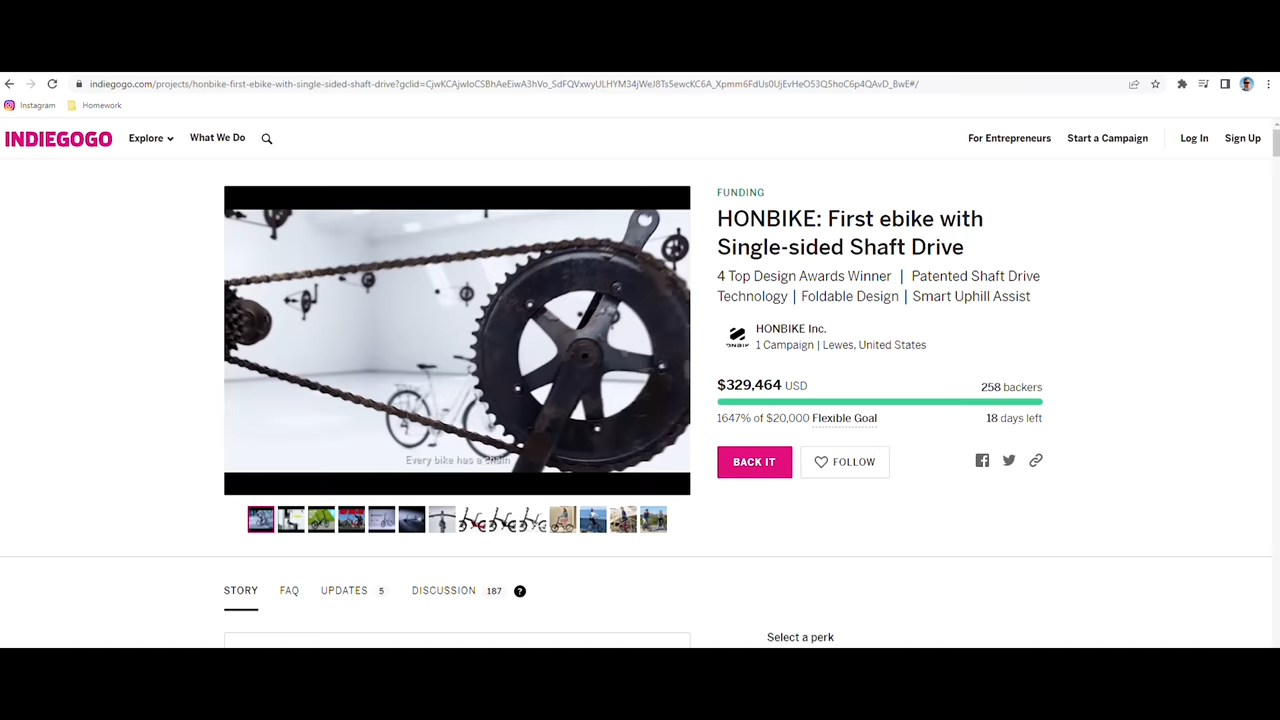 indiegogo.com/projects/honbike-first-ebike-with-single-sided-shaft-drive?gclid=CjwKCAjwloCSBhAeEiwA3hVo_SdFQVxwyULHYM34jWeJ8Ts5ewcKC6A_Xpmm6FdUs0UjEvHeO53Q5hoC6p4QAvD_BwE#/
Instagram
Homework
INDIEGOGO
Explore
What We Do
For Entrepreneurs
Start a Campaign
Log In
Sign Up
FUNDING
HONBIKE: First ebike with
Single-sided Shaft Drive
4 Top Design Awards Winner | Patented Shaft Drive
Technology | Foldable Design | Smart Uphill Assist
HONBIKE Inc.
1 Campaign | Lewes, United States
$329,464 USD
258 backers
1647% of $20,000 Flexible Goal
18 days left
BACK IT
FOLLOW
Every bike has a chain
STORY
FAQ
UPDATES 5
DISCUSSION 187 ?
Select a perk